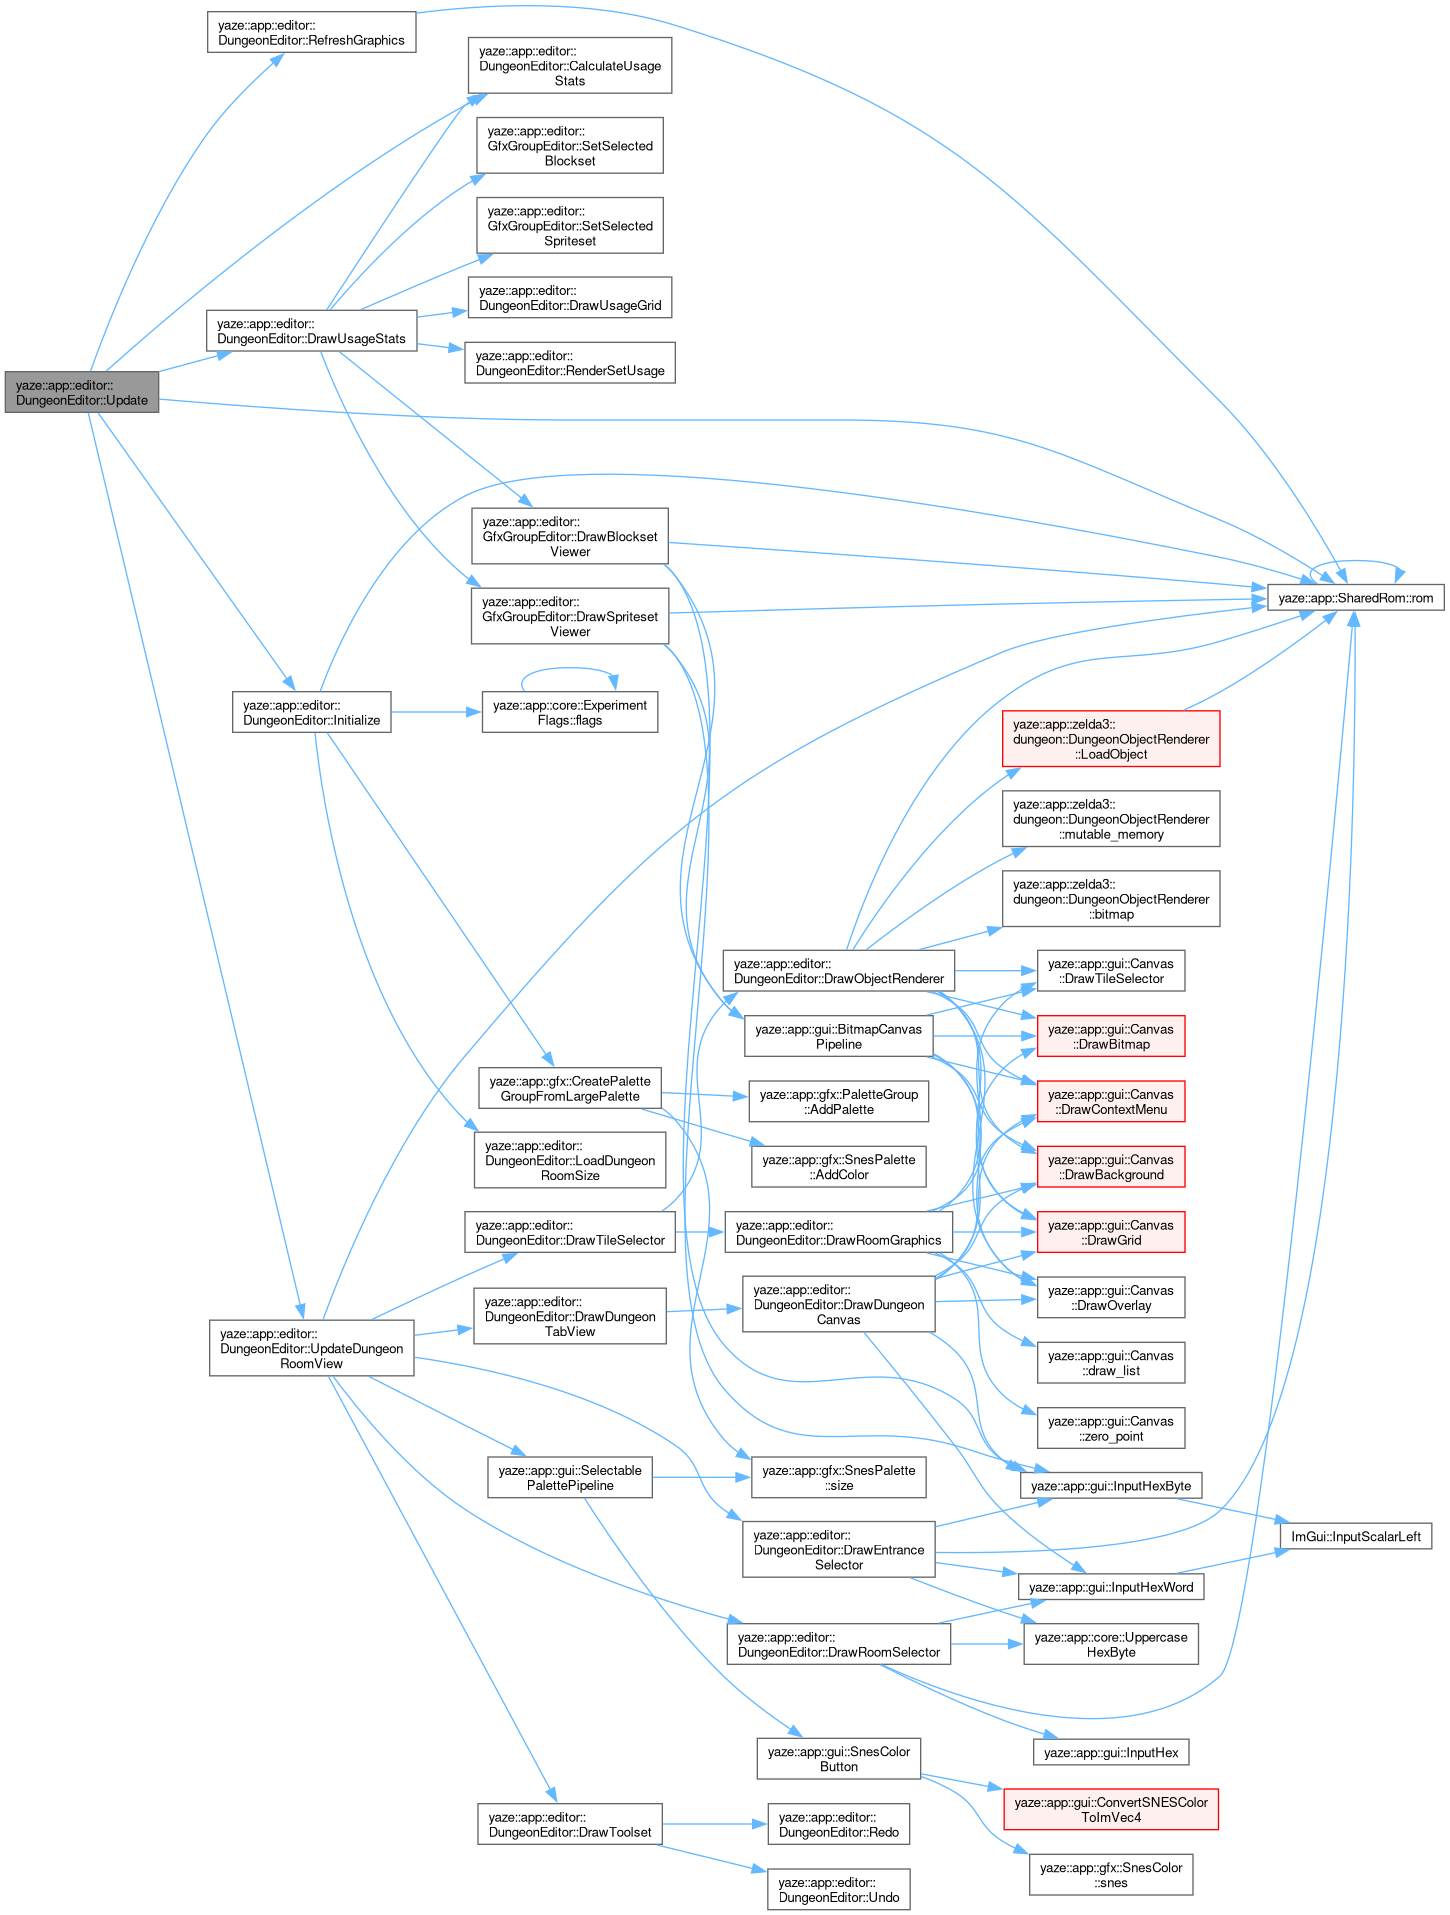 yaze::app::editor::
DungeonEditor::Update
yaze::app::editor::
DungeonEditor::RefreshGraphics
yaze::app::editor::
DungeonEditor::DrawUsageStats
yaze::app::editor::
DungeonEditor::Initialize
yaze::app::editor::
DungeonEditor::UpdateDungeon
RoomView
yaze::app::editor::
DungeonEditor::CalculateUsage
Stats
yaze::app::editor::
GfxGroupEditor::SetSelected
Blockset
yaze::app::editor::
GfxGroupEditor::SetSelected
Spriteset
yaze::app::editor::
DungeonEditor::DrawUsageGrid
yaze::app::editor::
DungeonEditor::RenderSetUsage
yaze::app::editor::
GfxGroupEditor::DrawBlockset
Viewer
yaze::app::editor::
GfxGroupEditor::DrawSpriteset
Viewer
yaze::app::core::Experiment
Flags::flags
yaze::app::gfx::CreatePalette
GroupFromLargePalette
yaze::app::editor::
DungeonEditor::LoadDungeon
RoomSize
yaze::app::editor::
DungeonEditor::DrawTileSelector
yaze::app::editor::
DungeonEditor::DrawDungeon
TabView
yaze::app::gui::Selectable
PalettePipeline
yaze::app::editor::
DungeonEditor::DrawToolset
yaze::app::editor::
DungeonEditor::DrawObjectRenderer
yaze::app::gui::BitmapCanvas
Pipeline
yaze::app::gfx::PaletteGroup
::AddPalette
yaze::app::gfx::SnesPalette
::AddColor
yaze::app::editor::
DungeonEditor::DrawRoomGraphics
yaze::app::editor::
DungeonEditor::DrawDungeon
Canvas
yaze::app::gfx::SnesPalette
::size
yaze::app::editor::
DungeonEditor::DrawEntrance
Selector
yaze::app::editor::
DungeonEditor::DrawRoomSelector
yaze::app::gui::SnesColor
Button
yaze::app::editor::
DungeonEditor::Redo
yaze::app::editor::
DungeonEditor::Undo
yaze::app::zelda3::
dungeon::DungeonObjectRenderer
::LoadObject
yaze::app::zelda3::
dungeon::DungeonObjectRenderer
::mutable_memory
yaze::app::zelda3::
dungeon::DungeonObjectRenderer
::bitmap
yaze::app::gui::Canvas
::DrawTileSelector
yaze::app::gui::Canvas
::DrawBitmap
yaze::app::gui::Canvas
::DrawContextMenu
yaze::app::gui::Canvas
::DrawBackground
yaze::app::gui::Canvas
::DrawGrid
yaze::app::gui::Canvas
::DrawOverlay
yaze::app::gui::Canvas
::draw_list
yaze::app::gui::Canvas
::zero_point
yaze::app::gui::InputHexByte
yaze::app::gui::InputHexWord
yaze::app::core::Uppercase
HexByte
yaze::app::gui::InputHex
yaze::app::gui::ConvertSNESColor
ToImVec4
yaze::app::gfx::SnesColor
::snes
yaze::app::SharedRom::rom
ImGui::InputScalarLeft